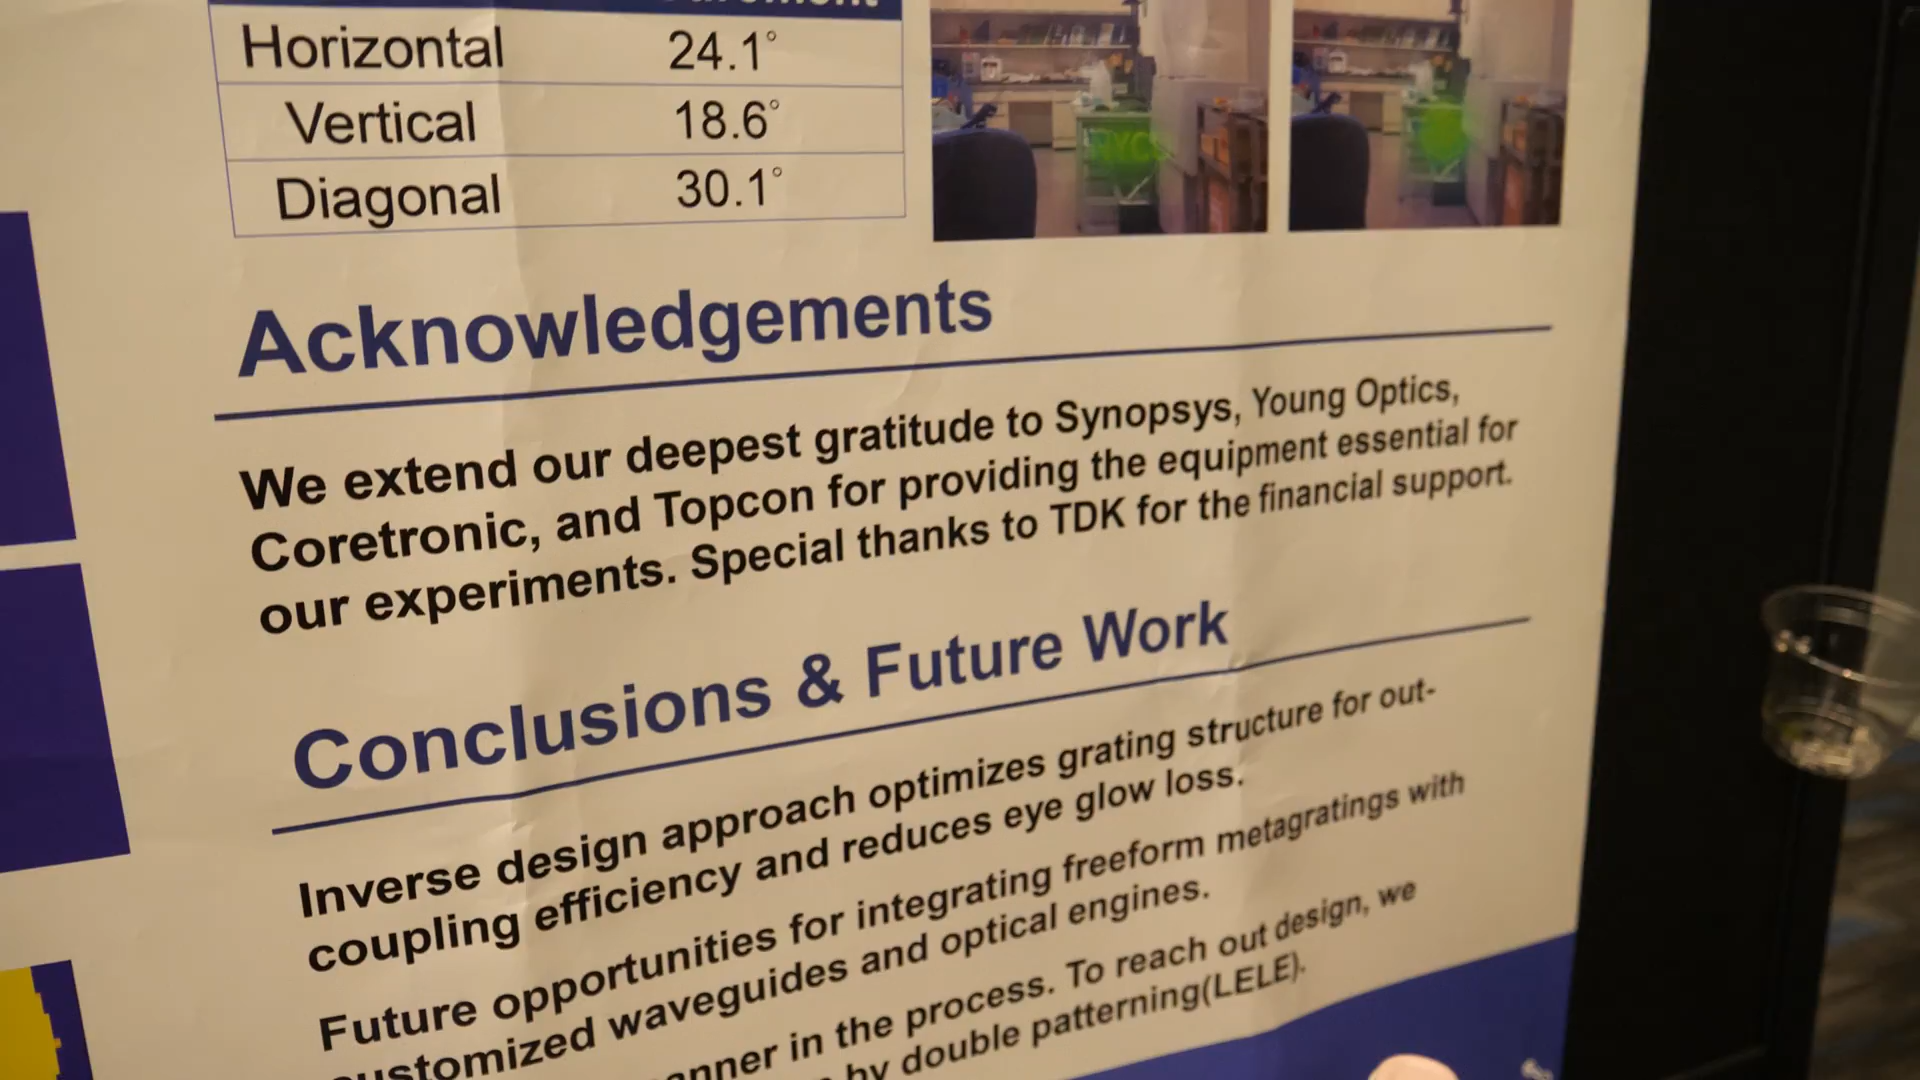 Horizontal 24.1°
Vertical 18.6°
Diagonal 30.1°
Acknowledgements
We extend our deepest gratitude to Synopsys, Young Optics,
Coretronic, and Topcon for providing the equipment essential for
our experiments. Special thanks to TDK for the financial support.
Conclusions & Future Work
Inverse design approach optimizes grating structure for out-
coupling efficiency and reduces eye glow loss.
Future opportunities for integrating freeform metagratings with
customized waveguides and optical engines.
in the process. To reach out design, we
by double patterning(LELE).